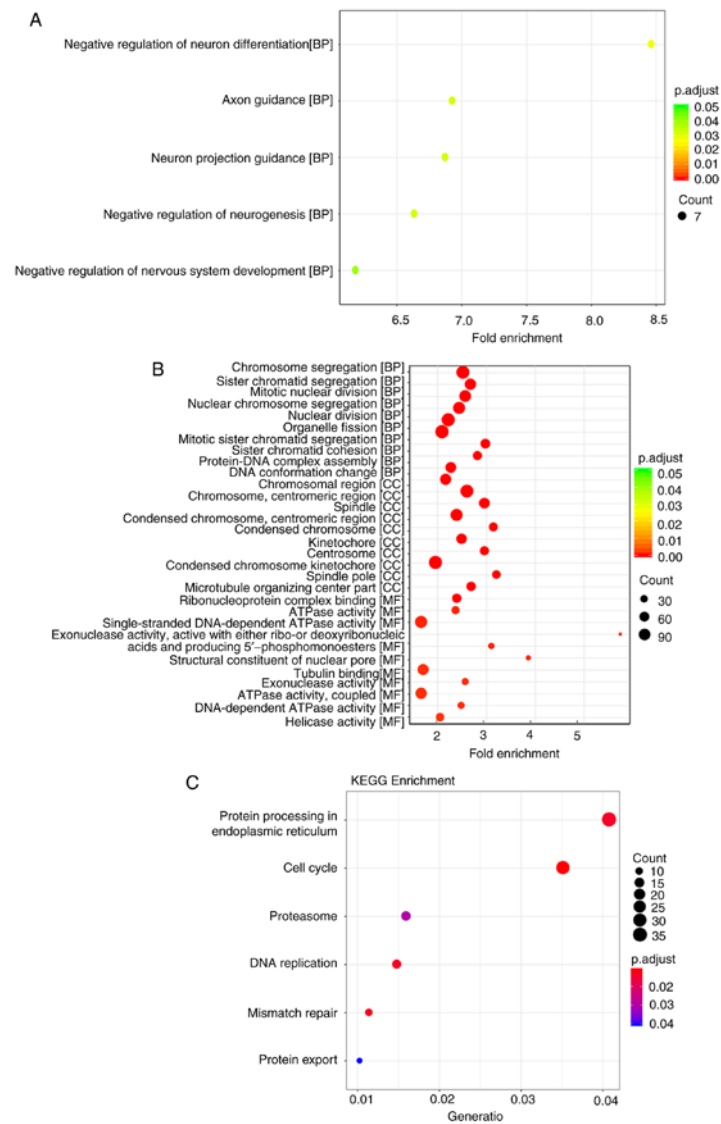 A
Negative regulation of neuron differentiation[BP]
Axon guidance [BP]
Neuron projection guidance [BP]
Negative regulation of neurogenesis [BP]
Negative regulation of nervous system development [BP]
6.5 7.0 7.5 8.0 8.5
Fold enrichment
p.adjust
0.05
0.04
0.03
0.02
0.01
0.00
Count
7
B
Chromosome segregation [BP]
Sister chromatid segregation [BP]
Mitotic nuclear division [BP]
Nuclear chromosome segregation [BP]
Nuclear division [BP]
Organelle fission [BP]
Mitotic sister chromatid segregation [BP]
Sister chromatid cohesion [BP]
Protein-DNA complex assembly [BP]
DNA conformation change [BP]
Chromosomal region [CC]
Chromosome, centromeric region [CC]
Spindle [CC]
Condensed chromosome, centromeric region [CC]
Condensed chromosome [CC]
Kinetochore [CC]
Centrosome [CC]
Condensed chromosome kinetochore [CC]
Spindle pole [CC]
Microtubule organizing center part [CC]
Ribonucleoprotein complex binding [MF]
ATPase activity [MF]
Single-stranded DNA-dependent ATPase activity [MF]
Exonuclease activity, active with either ribo-or deoxyribonucleic
acids and producing 5'-phosphomonoesters [MF]
Structural constituent of nuclear pore [MF]
Tubulin binding[MF]
Exonuclease activity [MF]
ATPase activity, coupled [MF]
DNA-dependent ATPase activity [MF]
Helicase activity [MF]
2 3 4 5
Fold enrichment
p.adjust
0.05
0.04
0.03
0.02
0.01
0.00
Count
30
60
90
C
KEGG Enrichment
Protein processing in
endoplasmic reticulum
Cell cycle
Proteasome
DNA replication
Mismatch repair
Protein export
0.01 0.02 0.03 0.04
Generatio
Count
10
15
20
25
30
35
p.adjust
0.02
0.03
0.04